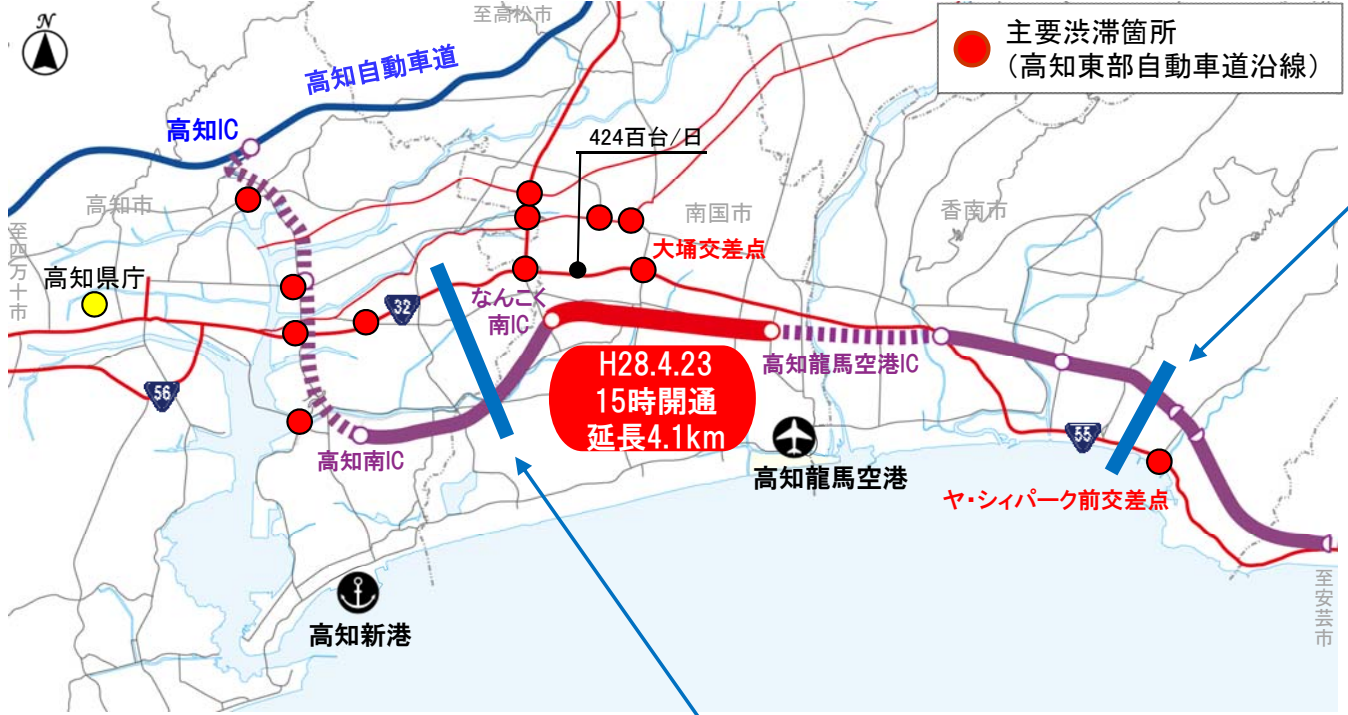 N
至高松市
主要渋滞箇所
(高知東部自動車道沿線)
高知自動車道
高知IC
424百台/日
高知市
南国市
香南市
至四万十市
大埇交差点
高知県庁
32
なんこく
南IC
高知龍馬空港IC
H28.4.23
15時開通
延長4.1km
56
55
高知南IC
高知龍馬空港
ヤ・シィパーク前交差点
至安芸市
高知新港